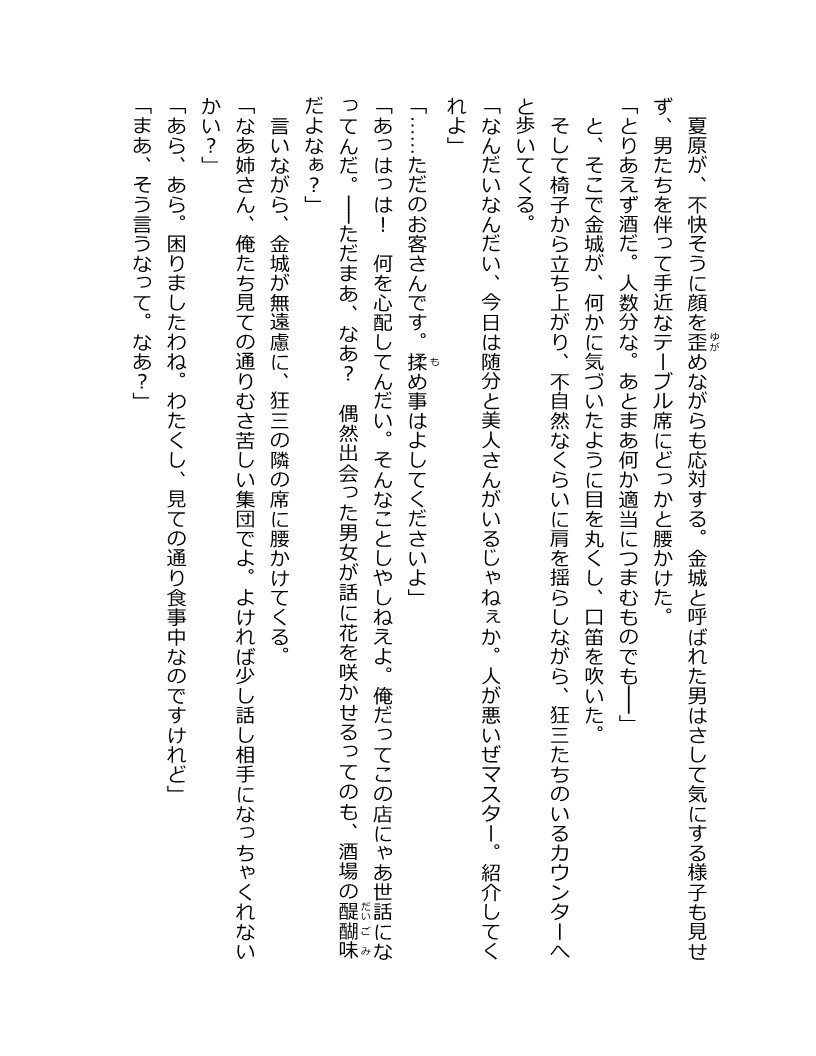 夏原が、不快そうに顔を歪めながらも応対する。金城と呼ばれた男はさして気にする様子も見せ
ず、男たちを伴って手近なテーブル席にどっかと腰かけた。
「とりあえず酒だ。人数分な。あとまあ何か適当につまむものでも――」
　と、そこで金城が、何かに気づいたように目を丸くし、口笛を吹いた。
　そして椅子から立ち上がり、不自然なくらいに肩を揺らしながら、狂三たちのいるカウンターへ
と歩いてくる。
「なんだいなんだい、今日は随分と美人さんがいるじゃねぇか。人が悪いぜマスター。紹介してく
れよ」
「……ただのお客さんです。揉め事はよしてくださいよ」
「あっはっは！　何を心配してんだい。そんなことしやしねえよ。俺だってこの店にゃあ世話にな
ってんだ。――ただまあ、なあ？　偶然出会った男女が話に花を咲かせるってのも、酒場の醍醐味
だよなぁ？」
　言いながら、金城が無遠慮に、狂三の隣の席に腰かけてくる。
「なあ姉さん、俺たち見ての通りむさ苦しい集団でよ。よければ少し話し相手になっちゃくれない
かい？」
「あら、あら。困りましたわね。わたくし、見ての通り食事中なのですけれど」
「まあ、そう言うなって。なあ？」